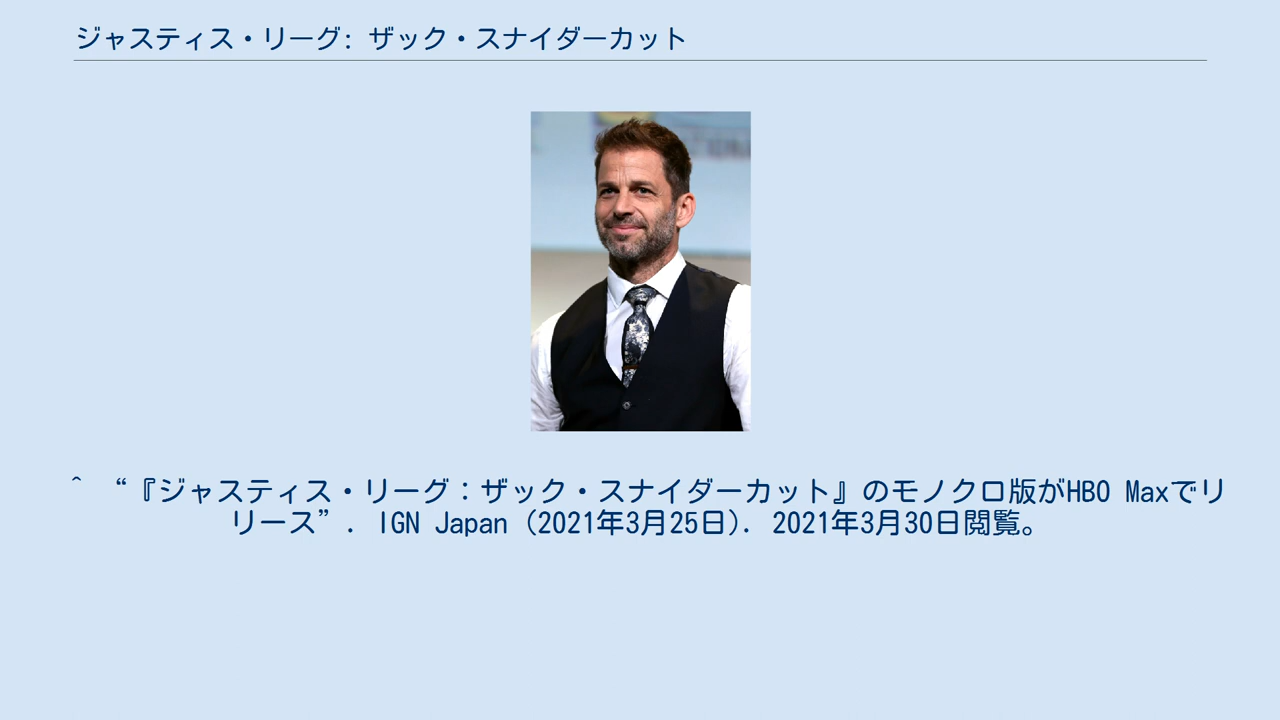 ジャスティス・リーグ: ザック・スナイダーカット
^ “『ジャスティス・リーグ：ザック・スナイダーカット』のモノクロ版がHBO Maxでリ
リース”. IGN Japan (2021年3月25日). 2021年3月30日閲覧。